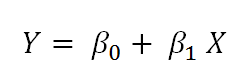 Y = β₀ + β₁ X